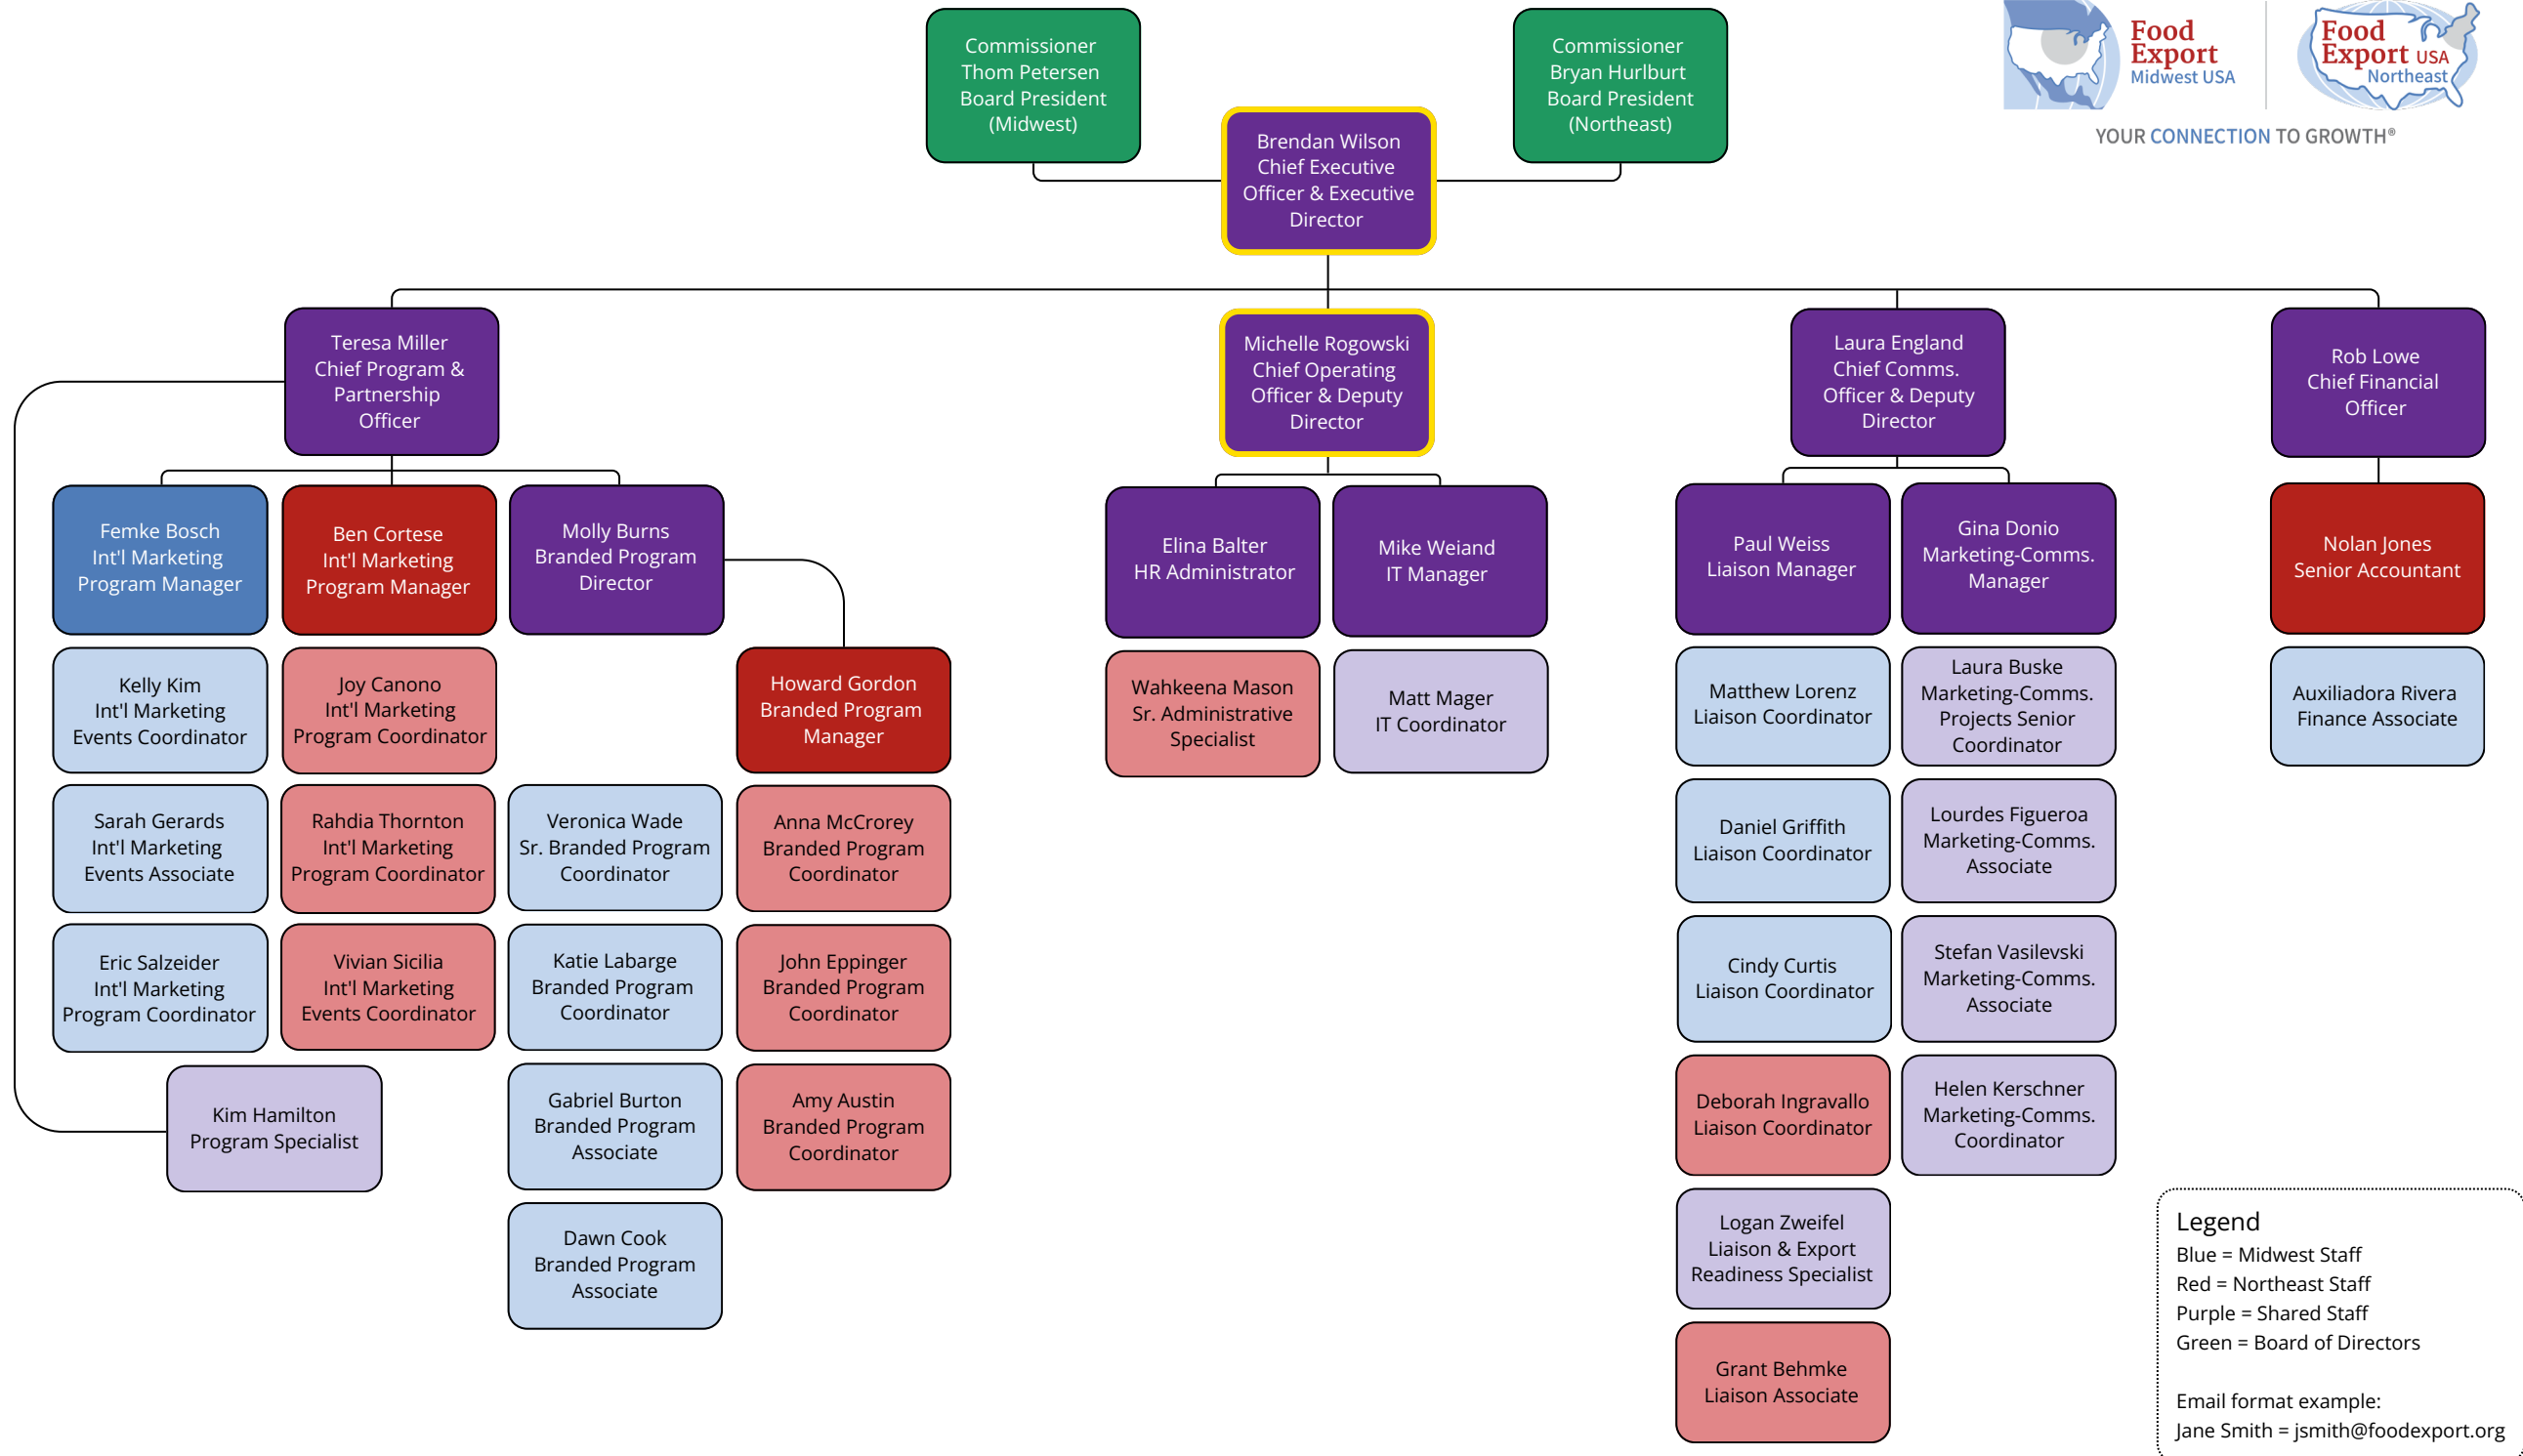 Commissioner
Thom Petersen
Board President
(Midwest)
Commissioner
Bryan Hurlburt
Board President
(Northeast)
Food
Export
Midwest USA
Food
Export USA
Northeast
YOUR CONNECTION TO GROWTH®
Brendan Wilson
Chief Executive
Officer & Executive
Director
Teresa Miller
Chief Program &
Partnership
Officer
Michelle Rogowski
Chief Operating
Officer & Deputy
Director
Laura England
Chief Comms.
Officer & Deputy
Director
Rob Lowe
Chief Financial
Officer
Femke Bosch
Int'l Marketing
Program Manager
Ben Cortese
Int'l Marketing
Program Manager
Molly Burns
Branded Program
Director
Elina Balter
HR Administrator
Mike Weiand
IT Manager
Paul Weiss
Liaison Manager
Gina Donio
Marketing-Comms.
Manager
Nolan Jones
Senior Accountant
Kelly Kim
Int'l Marketing
Events Coordinator
Joy Canono
Int'l Marketing
Program Coordinator
Howard Gordon
Branded Program
Manager
Wahkeena Mason
Sr. Administrative
Specialist
Matt Mager
IT Coordinator
Matthew Lorenz
Liaison Coordinator
Laura Buske
Marketing-Comms.
Projects Senior
Coordinator
Auxiliadora Rivera
Finance Associate
Sarah Gerards
Int'l Marketing
Events Associate
Rahdia Thornton
Int'l Marketing
Program Coordinator
Veronica Wade
Sr. Branded Program
Coordinator
Anna McCrorey
Branded Program
Coordinator
Daniel Griffith
Liaison Coordinator
Lourdes Figueroa
Marketing-Comms.
Associate
Eric Salzeider
Int'l Marketing
Program Coordinator
Vivian Sicilia
Int'l Marketing
Events Coordinator
Katie Labarge
Branded Program
Coordinator
John Eppinger
Branded Program
Coordinator
Cindy Curtis
Liaison Coordinator
Stefan Vasilevski
Marketing-Comms.
Associate
Kim Hamilton
Program Specialist
Gabriel Burton
Branded Program
Associate
Amy Austin
Branded Program
Coordinator
Deborah Ingravallo
Liaison Coordinator
Helen Kerschner
Marketing-Comms.
Coordinator
Dawn Cook
Branded Program
Associate
Logan Zweifel
Liaison & Export
Readiness Specialist
Grant Behmke
Liaison Associate
Legend
Blue = Midwest Staff
Red = Northeast Staff
Purple = Shared Staff
Green = Board of Directors
Email format example:
Jane Smith = jsmith@foodexport.org